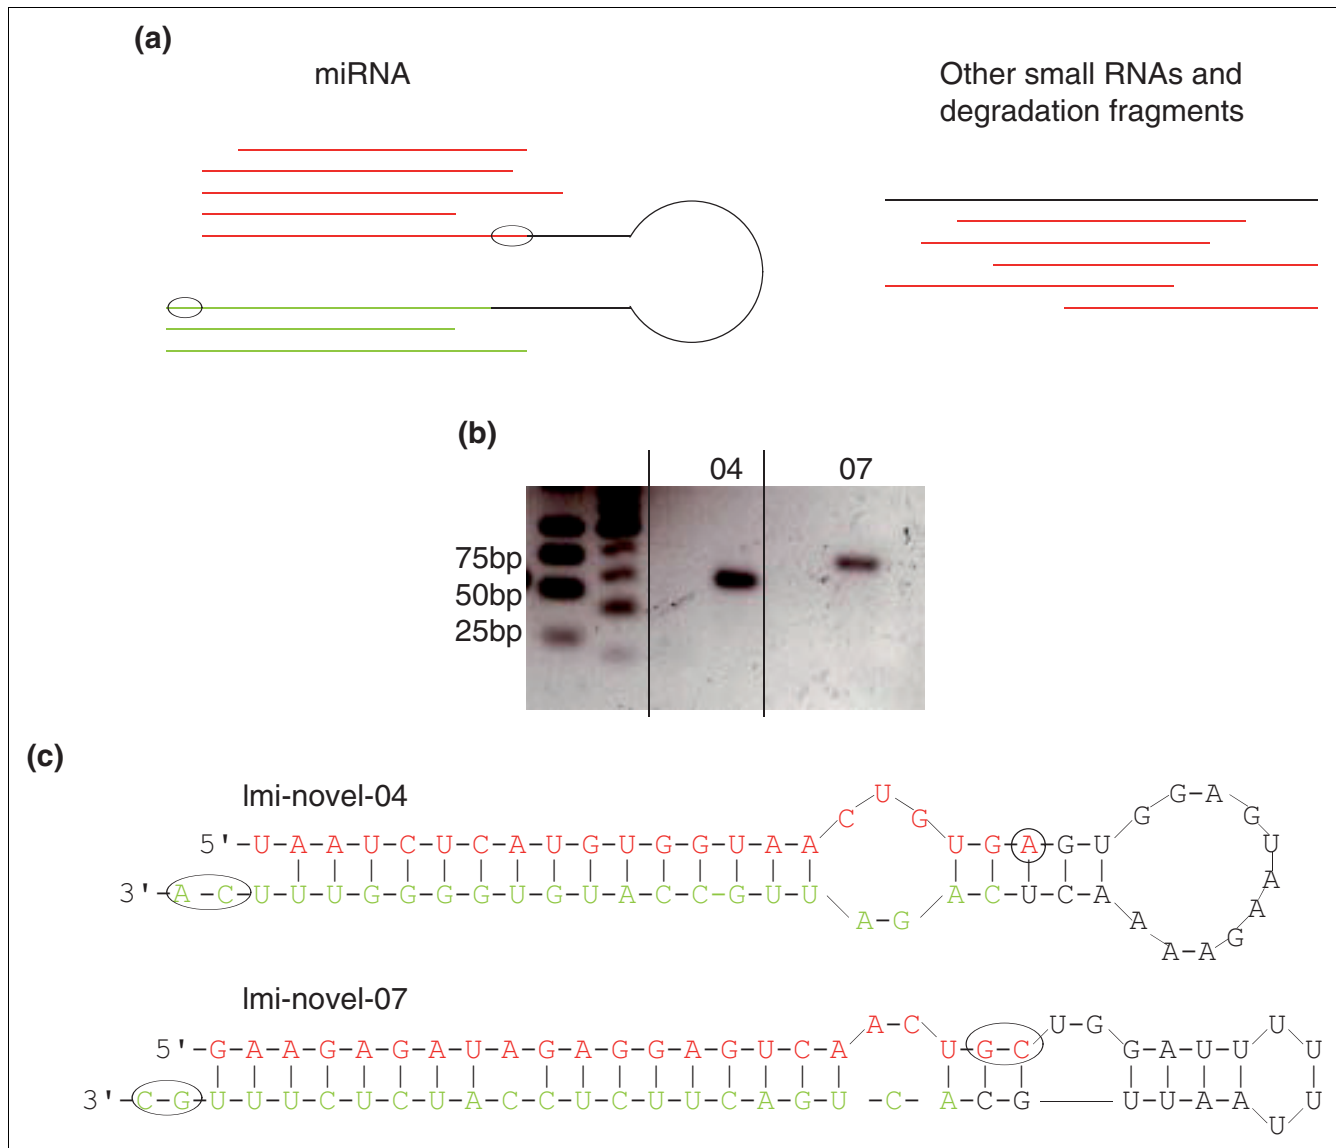 (a)
miRNA
Other small RNAs and
degradation fragments
(b)
04 07
75bp
50bp
25bp
(c)
lmi-novel-04
5'-U-A-A-U-C-U-C-A-U-G-U-G-G-U-A-A C U G U-G-A-G-U G G-A G U A A G A-A A
3'-A-C-U-U-U-G-G-G-G-U-G-U-A-C-C-G-U-U A-G A-C-U-C-A
lmi-novel-07
5'-G-A-A-G-A-G-A-U-A-G-A-G-G-A-G-U-C-A A-C U-G-C U-G G-A-U-U U U U U
3'-C-G-U-U-U-C-U-C-U-A-C-C-U-C-U-U-C-A-G-U-C-A-C-G U-U-A-A